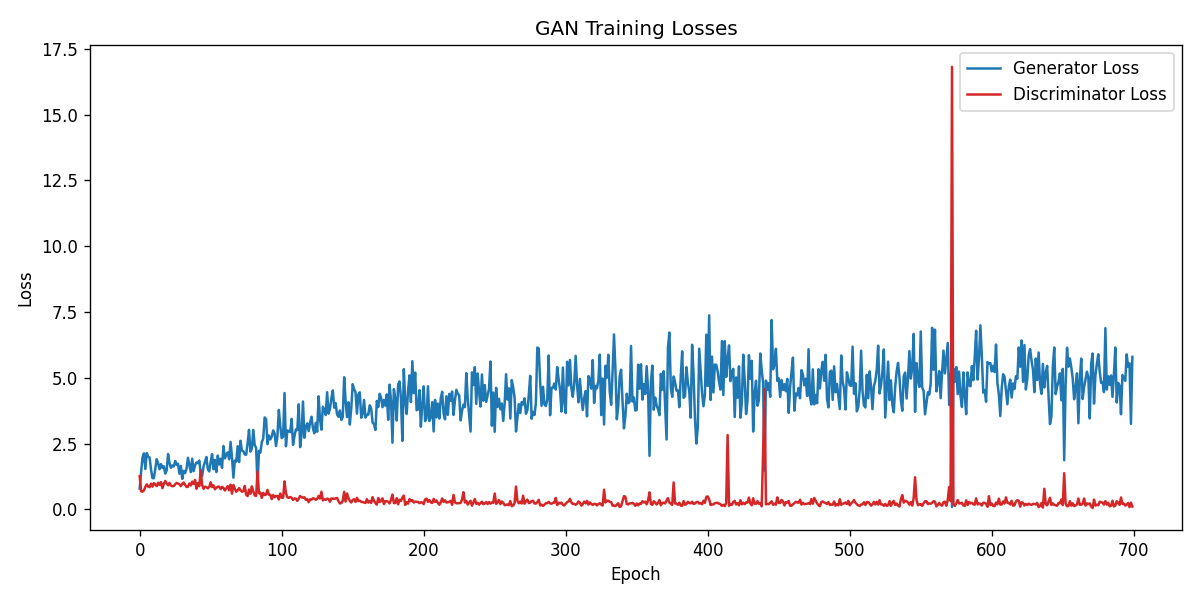 GAN Training Losses
17.5
15.0
12.5
10.0
7.5
5.0
2.5
0.0
Loss
Generator Loss
Discriminator Loss
0 100 200 300 400 500 600 700
Epoch